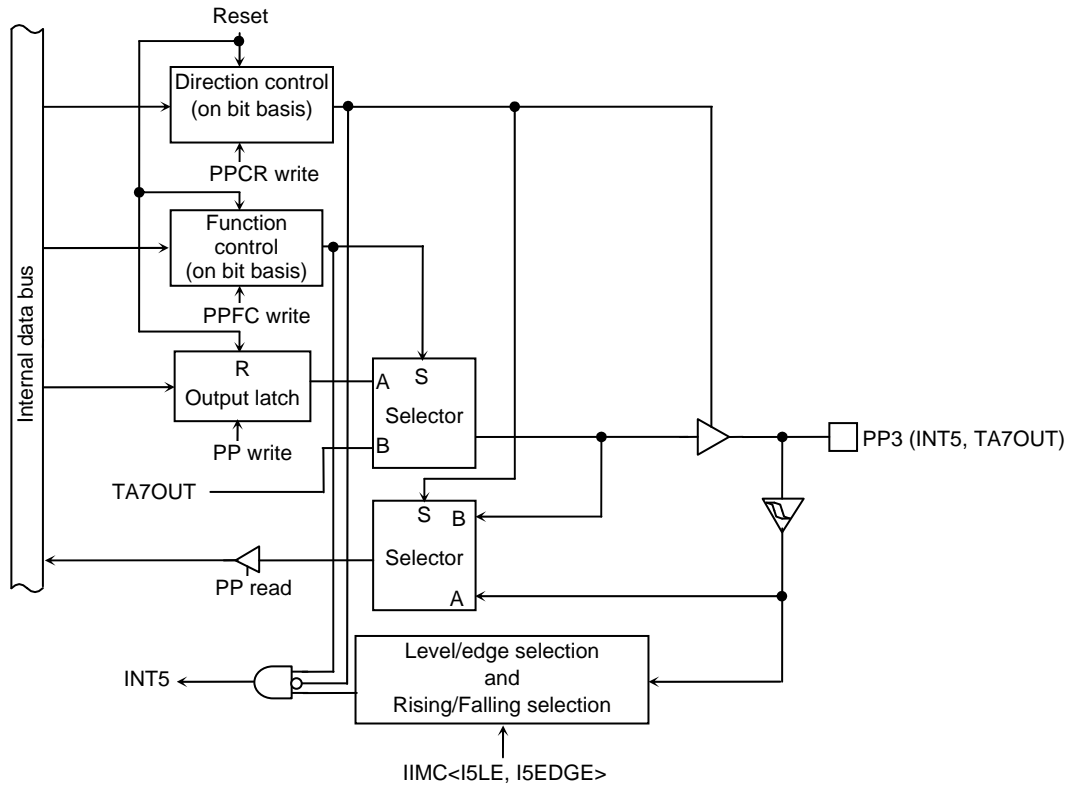 Reset
Direction control
(on bit basis)
PPCR write
Function
control
(on bit basis)
PPFC write
Internal data bus
R
Output latch
PP write
A
S
Selector
B
TA7OUT
PP3 (INT5, TA7OUT)
S
B
Selector
A
PP read
Level/edge selection
and
Rising/Falling selection
INT5
IIMC<I5LE, I5EDGE>